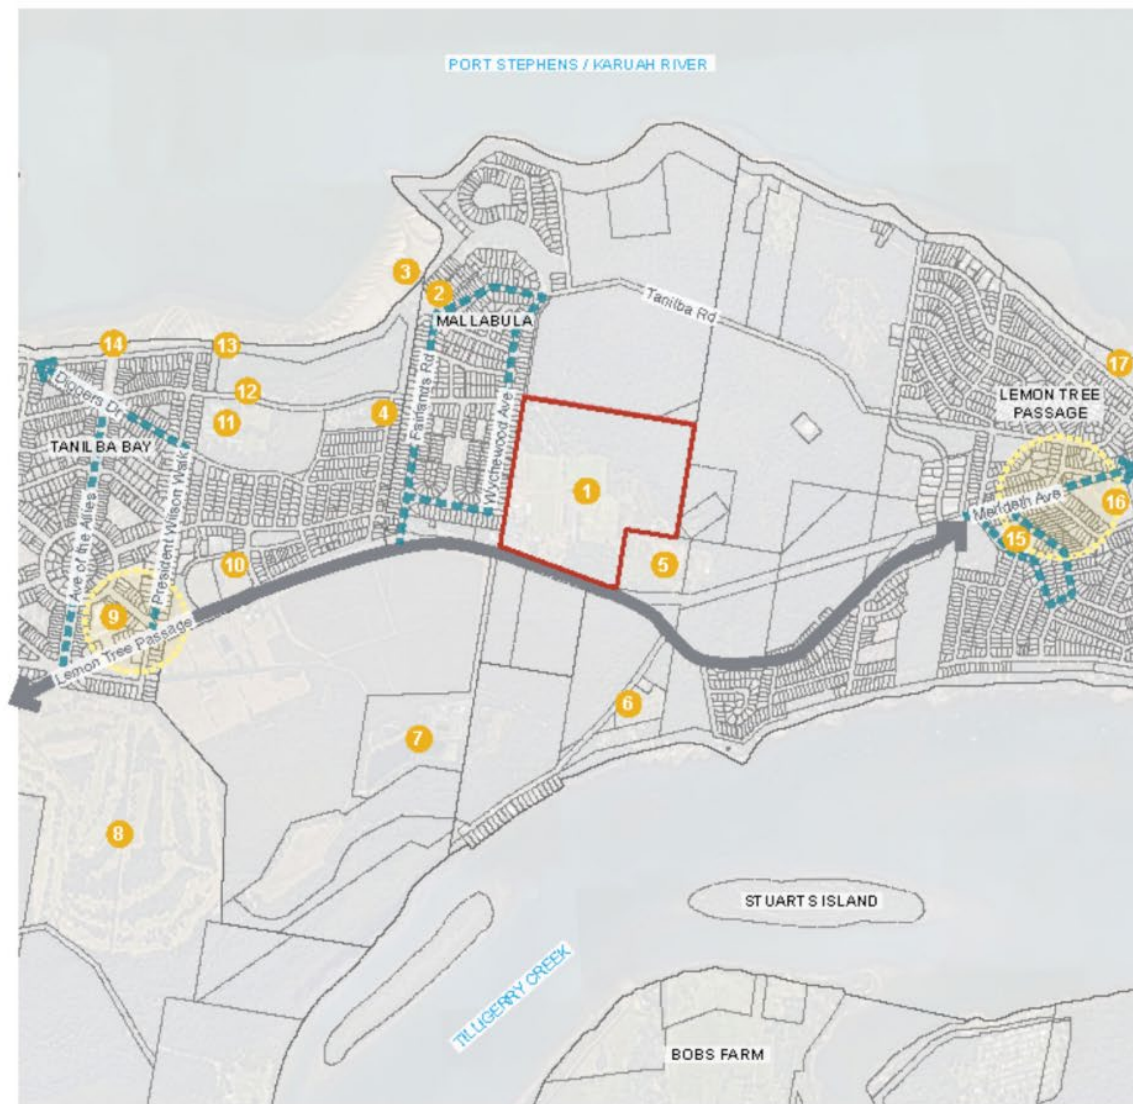 PORT STEPHENS / KARUAH RIVER
3
2
MALLABULA
Tanilba Rd
14
13
17
Diggers Dr
12
LEMON TREE
PASSAGE
11
4
TANILBA BAY
Fairlands Rd
Wychewood Ave
1
Meridith Ave
16
Ave of the Allies
President Wilson Walk
15
10
5
9
Lemon Tree Passage
6
7
8
STUARTS ISLAND
TILLIGERRY CREEK
BOBS FARM